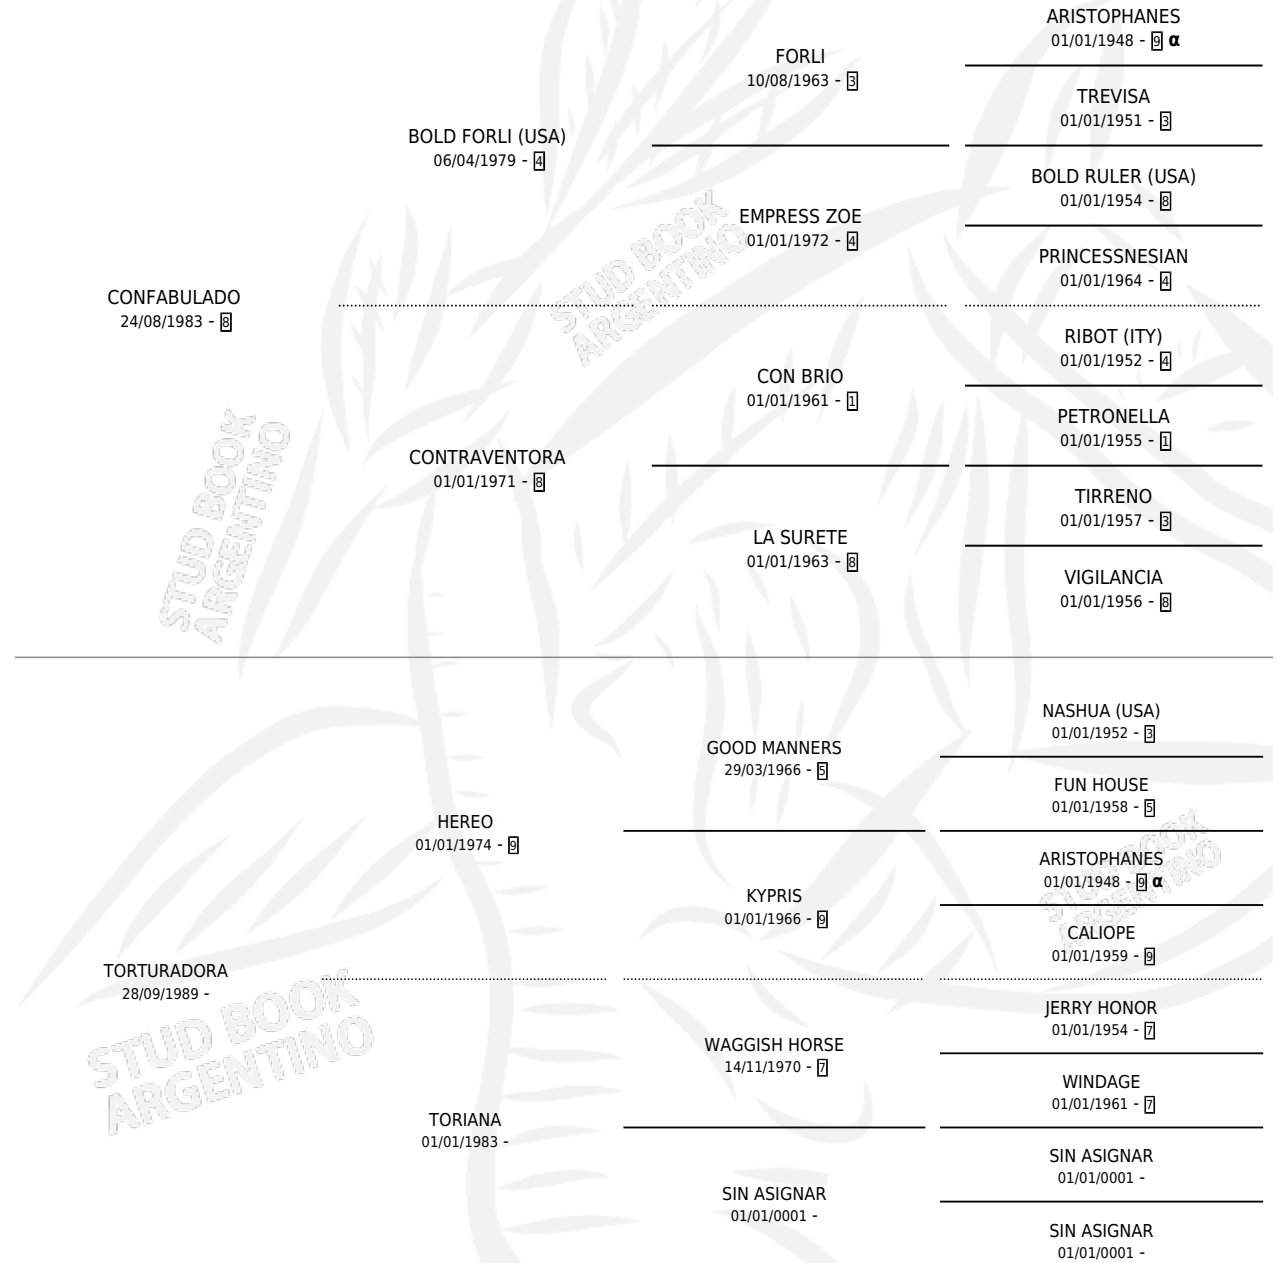 ARISTOPHANES
01/01/1948 - 9 α
FORLI
10/08/1963 - 3
TREVISA
01/01/1951 - 3
BOLD FORLI (USA)
06/04/1979 - 4
BOLD RULER (USA)
01/01/1954 - 8
EMPRESS ZOE
01/01/1972 - 4
PRINCESSNESIAN
01/01/1964 - 4
CONFABULADO
24/08/1983 - 8
RIBOT (ITY)
01/01/1952 - 4
CON BRIO
01/01/1961 - 1
PETRONELLA
01/01/1955 - 1
CONTRAVENTORA
01/01/1971 - 8
TIRRENO
01/01/1957 - 3
LA SURETE
01/01/1963 - 8
VIGILANCIA
01/01/1956 - 8
NASHUA (USA)
01/01/1952 - 3
GOOD MANNERS
29/03/1966 - 5
FUN HOUSE
01/01/1958 - 5
HEREO
01/01/1974 - 9
ARISTOPHANES
01/01/1948 - 9 α
KYPRIS
01/01/1966 - 9
CALIOPE
01/01/1959 - 9
TORTURADORA
28/09/1989 -
JERRY HONOR
01/01/1954 - 7
WAGGISH HORSE
14/11/1970 - 7
WINDAGE
01/01/1961 - 7
TORIANA
01/01/1983 -
SIN ASIGNAR
01/01/0001 -
SIN ASIGNAR
01/01/0001 -
SIN ASIGNAR
01/01/0001 -
STUD BOOK
ARGENTINO
STUD BOOK
ARGENTINO
STUD BOOK
ARGENTINO
STUD BOOK
ARGENTINO